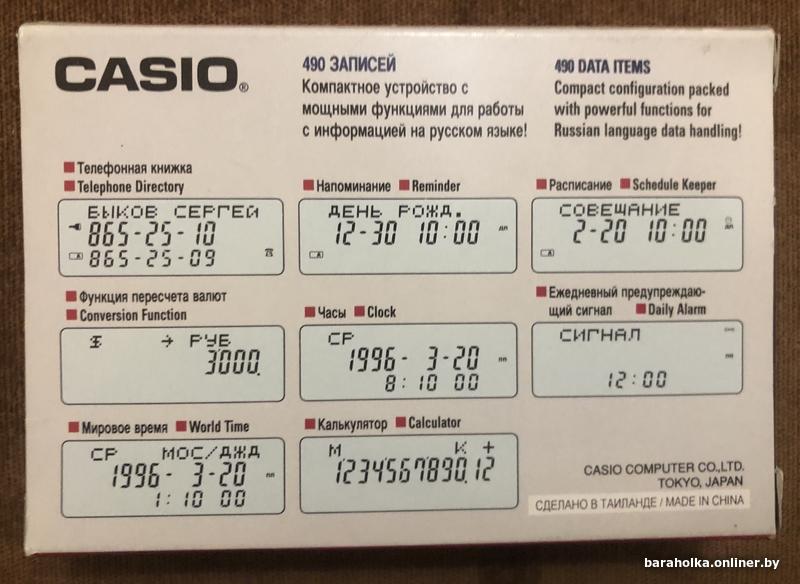 CASIO®
490 ЗАПИСЕЙ
Компактное устройство с
мощными функциями для работы
с информацией на русском языке!
490 DATA ITEMS
Compact configuration packed
with powerful functions for
Russian language data handling!
Телефонная книжка
Telephone Directory
БЫКОВ СЕРГЕЙ
865-25-10
865-25-09
Напоминание Reminder
ДЕНЬ РОЖД.
12-30 10:00
Расписание Schedule Keeper
СОВЕЩАНИЕ
2-20 10:00
Функция пересчета валют
Conversion Function
→ РУБ
3000.
Часы Clock
СР
1996- 3-20
8:10 00
Ежедневный предупреждаю-
щий сигнал Daily Alarm
СИГНАЛ
12:00
Мировое время World Time
СР МОС/ДЖД
1996- 3-20
1:10 00
Калькулятор Calculator
М К +
1234567890.12
CASIO COMPUTER CO.,LTD.
TOKYO, JAPAN
СДЕЛАНО В ТАИЛАНДЕ / MADE IN CHINA
baraholka.onliner.by